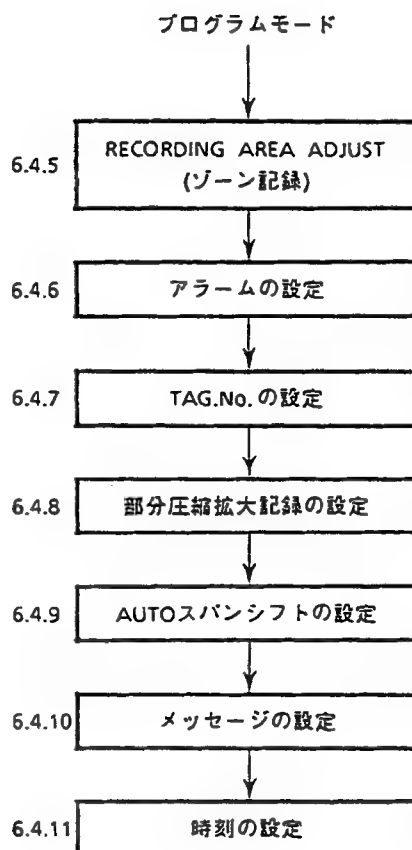 プログラムモード
6.4.5
RECORDING AREA ADJUST
(ゾーン記録)
6.4.6
アラームの設定
6.4.7
TAG.No.の設定
6.4.8
部分圧縮拡大記録の設定
6.4.9
AUTOスパンシフトの設定
6.4.10
メッセージの設定
6.4.11
時刻の設定